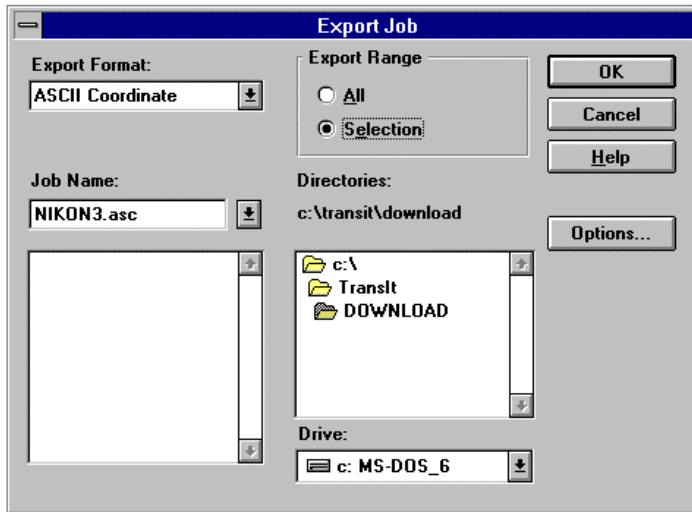 Export Job
Export Format:
ASCII Coordinate
Export Range
All
Selection
OK
Cancel
Help
Options...
Job Name:
NIKON3.asc
Directories:
c:\transit\download
c:\
TransIt
DOWNLOAD
Drive:
c: MS-DOS_6